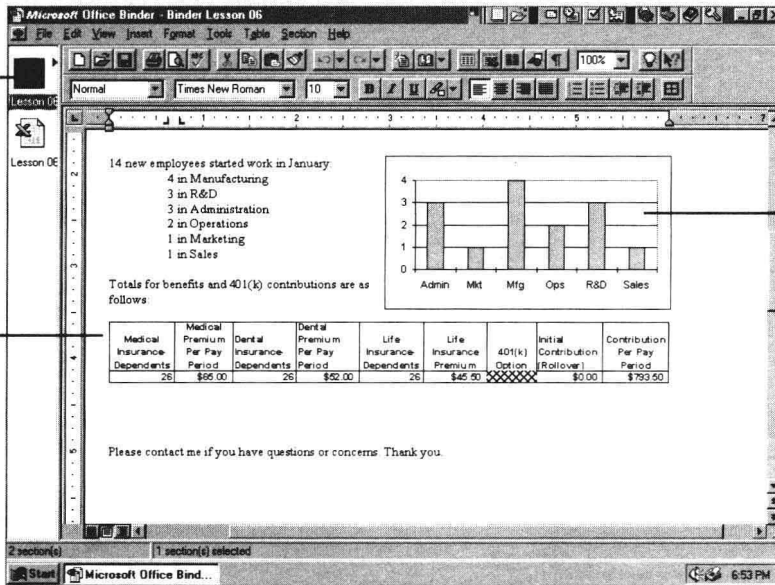 Microsoft Office Binder - Binder Lesson 06
File Edit View Insert Format Tools Table Section Help
100%
Normal Times New Roman 10 B I U
Lesson 06
Lesson 06
1 2 3 4 5 7
14 new employees started work in January:
4 in Manufacturing
3 in R&D
3 in Administration
2 in Operations
1 in Marketing
1 in Sales
4
3
2
1
0
Admin Mkt Mfg Ops R&D Sales
Totals for benefits and 401(k) contributions are as
follows:
Medical Insurance- Dependents
Medical Premium Per Pay Period
Dental Insurance- Dependents
Dental Premium Per Pay Period
Life Insurance Dependents
Life Insurance Premium
401(k) Option
Initial Contribution (Rollover)
Contribution Per Pay Period
26 $65.00 26 $52.00 26 $45.50 $0.00 $793.50
Please contact me if you have questions or concerns. Thank you.
2 section(s) 1 section(s) selected
Start Microsoft Office Bind... 6:53 PM